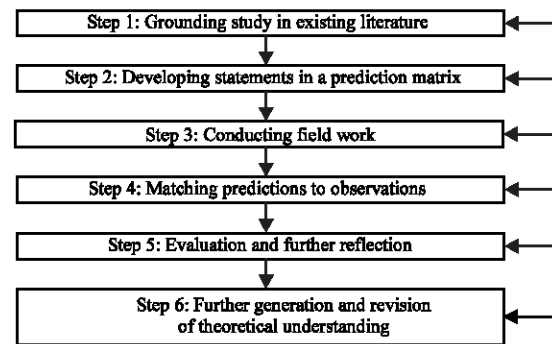 Step 1: Grounding study in existing literature
Step 2: Developing statements in a prediction matrix
Step 3: Conducting field work
Step 4: Matching predictions to observations
Step 5: Evaluation and further reflection
Step 6: Further generation and revision
of theoretical understanding